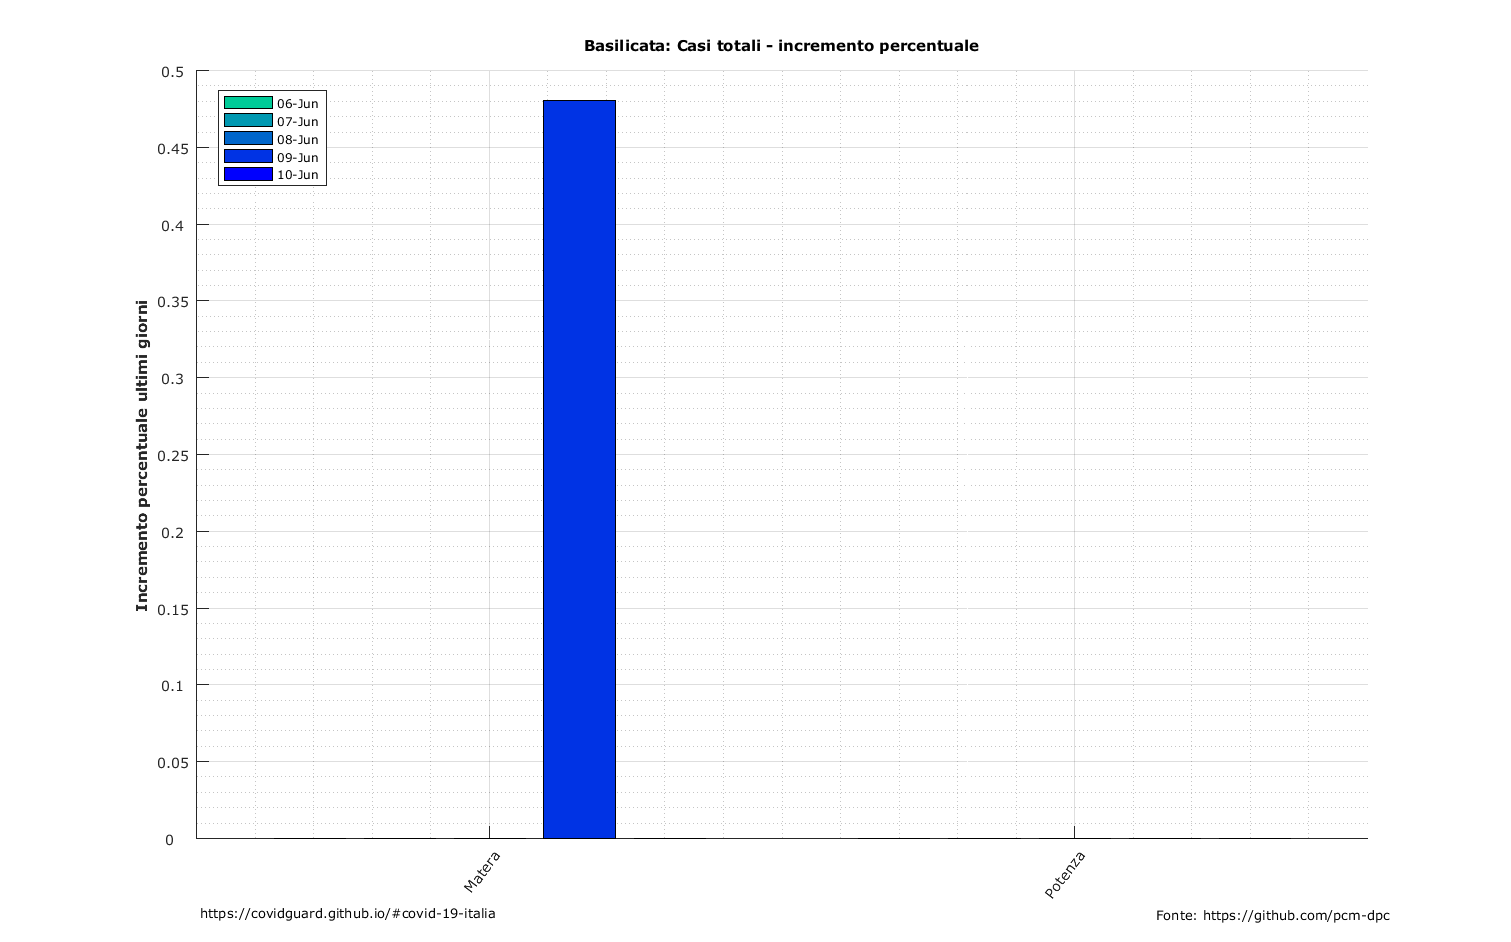 Basilicata: Casi totali - incremento percentuale
0.5
0.45
0.4
0.35
0.3
0.25
0.2
0.15
0.1
0.05
0
Incremento percentuale ultimi giorni
06-Jun
07-Jun
08-Jun
09-Jun
10-Jun
Matera
Potenza
https://covidguard.github.io/#covid-19-italia
Fonte: https://github.com/pcm-dpc